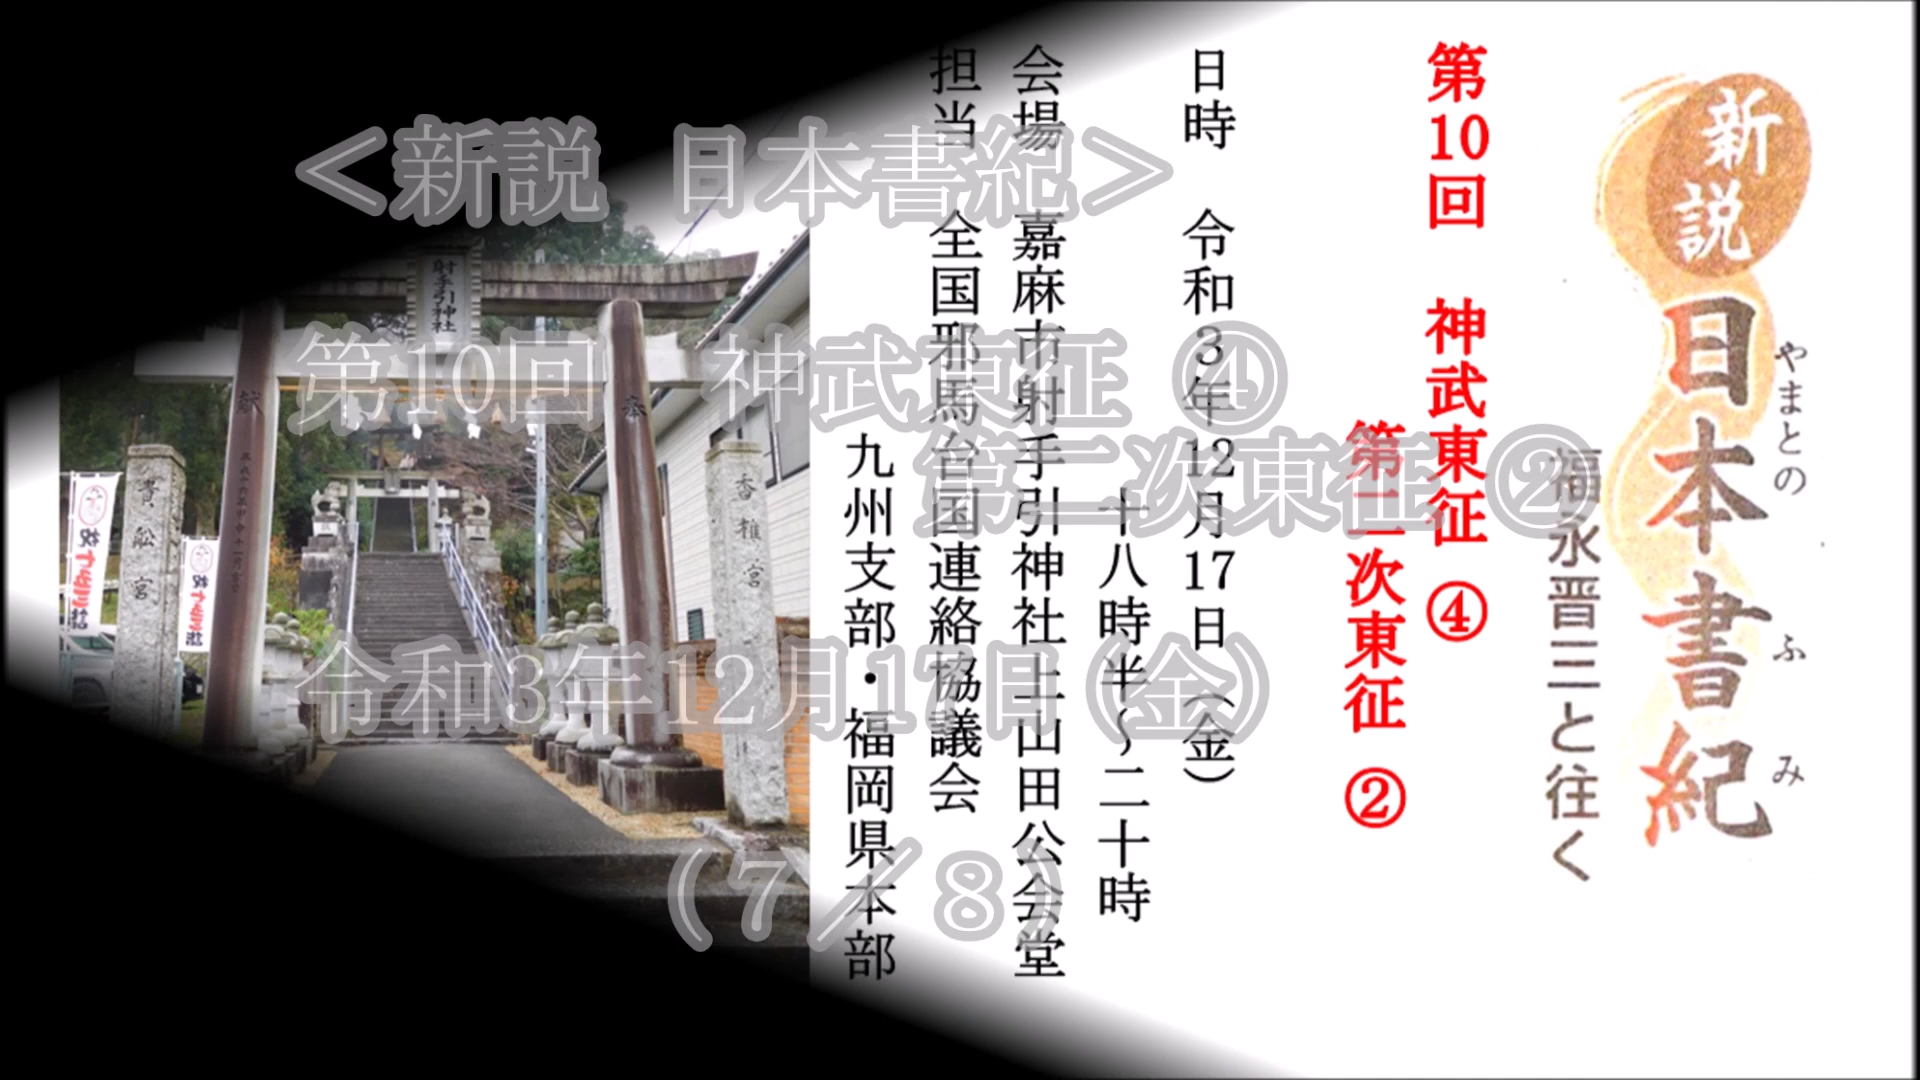 新説
日本書紀
やまとの ふみ
福永晋三と往く
第10回 神武東征 ④
第二次東征 ②
日時 令和3年12月17日(金)
十八時半~二十時
会場 嘉麻市射手引神社上山田公会堂
担当 全国邪馬台国連絡協議会
九州支部・福岡県本部
<新説 日本書紀>
第10回 神武東征 ④
第二次東征 ②
令和3年12月17日(金)
(7/8)
射手引神社
献
奉
貴船宮
香椎宮
祝
祝